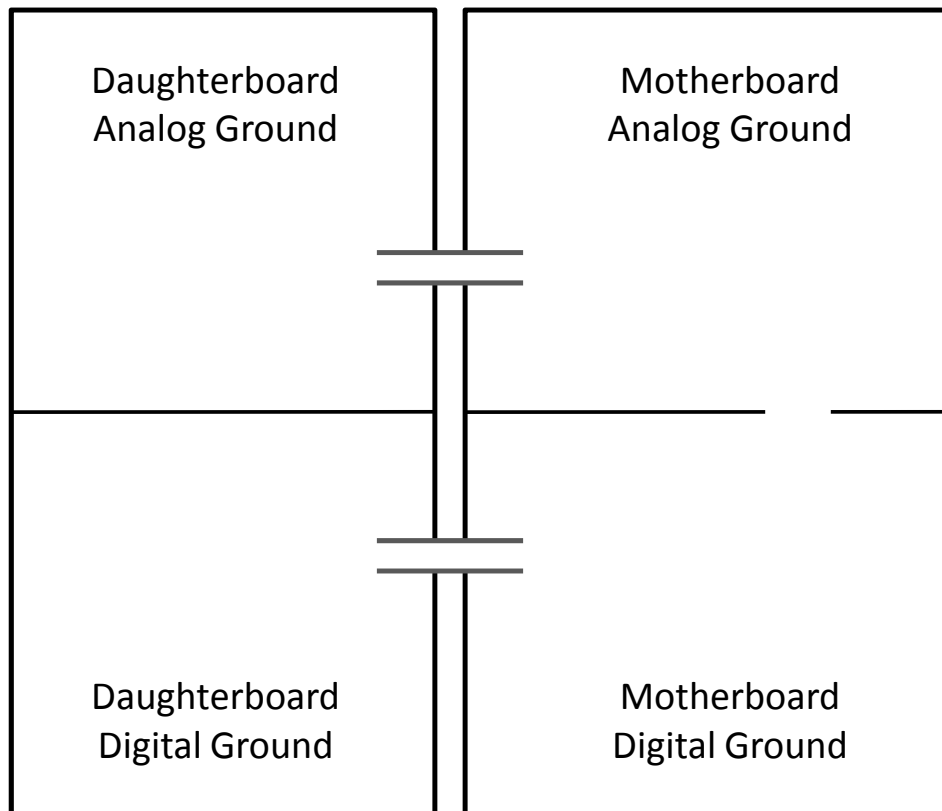 Daughterboard
Analog Ground
Motherboard
Analog Ground
Daughterboard
Digital Ground
Motherboard
Digital Ground